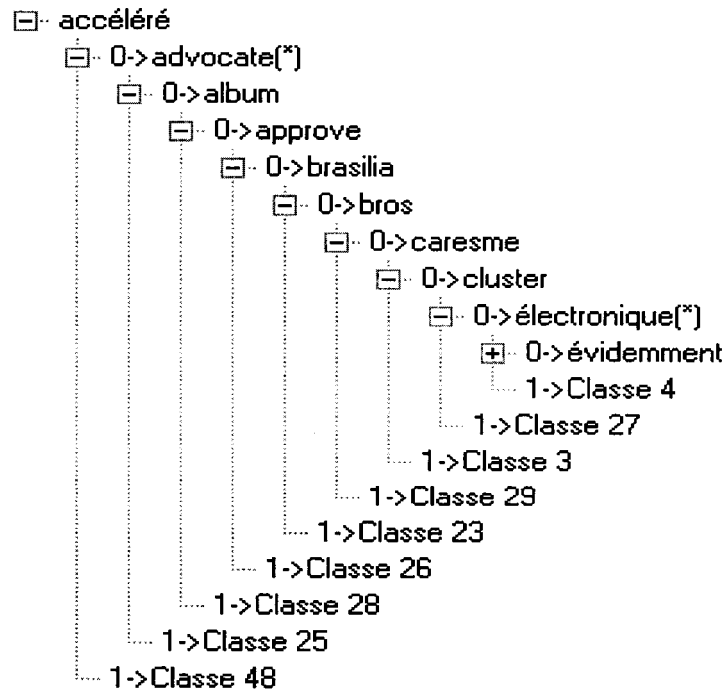 accéléré
0->advocate(*)
0->album
0->approve
0->brasilia
0->bros
0->caresme
0->cluster
0->électronique(*)
0->évidemment
1->Classe 4
1->Classe 27
1->Classe 3
1->Classe 29
1->Classe 23
1->Classe 26
1->Classe 28
1->Classe 25
1->Classe 48